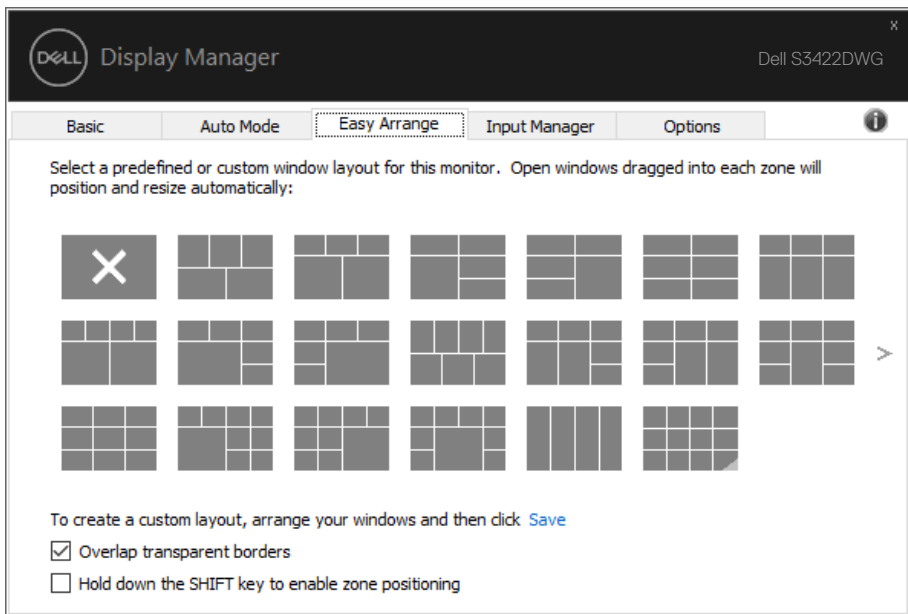 x
DELL Display Manager
Dell S3422DWG
Basic Auto Mode Easy Arrange Input Manager Options
Select a predefined or custom window layout for this monitor. Open windows dragged into each zone will
position and resize automatically:
>
To create a custom layout, arrange your windows and then click Save
Overlap transparent borders
Hold down the SHIFT key to enable zone positioning